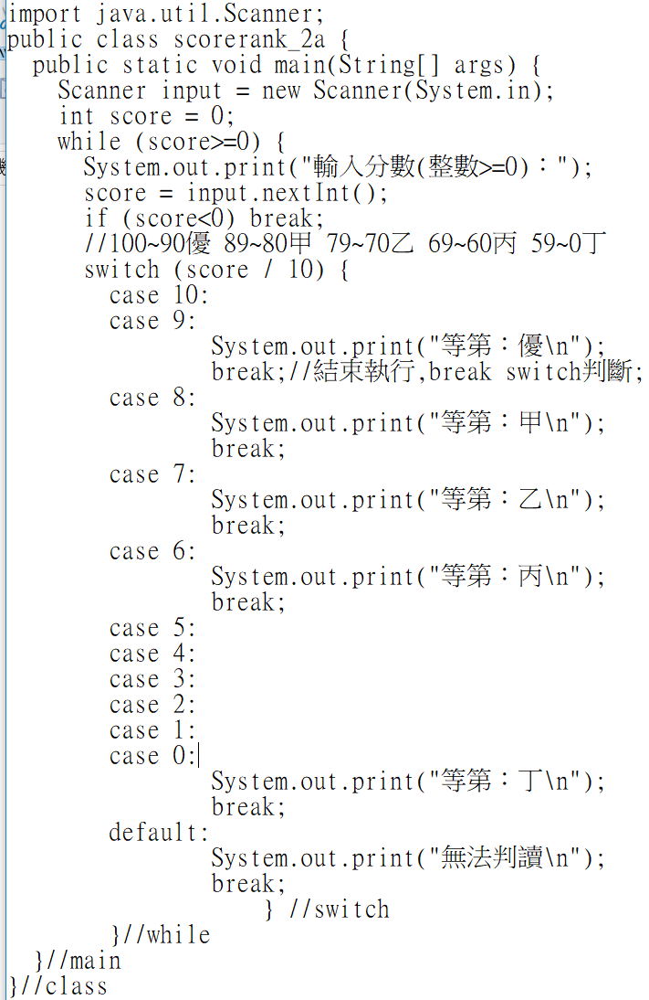 import java.util.Scanner;
public class scorerank_2a {
  public static void main(String[] args) {
    Scanner input = new Scanner(System.in);
    int score = 0;
    while (score>=0) {
      System.out.print("輸入分數(整數>=0)：");
      score = input.nextInt();
      if (score<0) break;
      //100~90優 89~80甲 79~70乙 69~60丙 59~0丁
      switch (score / 10) {
        case 10:
        case 9:
                System.out.print("等第：優\n");
                break;//結束執行,break switch判斷;
        case 8:
                System.out.print("等第：甲\n");
                break;
        case 7:
                System.out.print("等第：乙\n");
                break;
        case 6:
                System.out.print("等第：丙\n");
                break;
        case 5:
        case 4:
        case 3:
        case 2:
        case 1:
        case 0:
                System.out.print("等第：丁\n");
                break;
        default:
                System.out.print("無法判讀\n");
                break;
                    } //switch
        }//while
  }//main
}//class